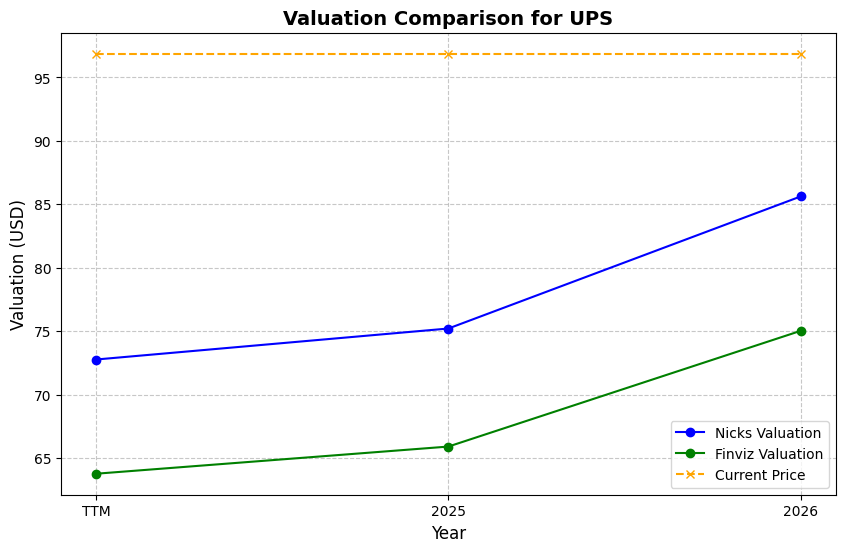 Valuation Comparison for UPS
Valuation (USD)
95
90
85
80
75
70
65
TTM
2025
2026
Year
Nicks Valuation
Finviz Valuation
Current Price